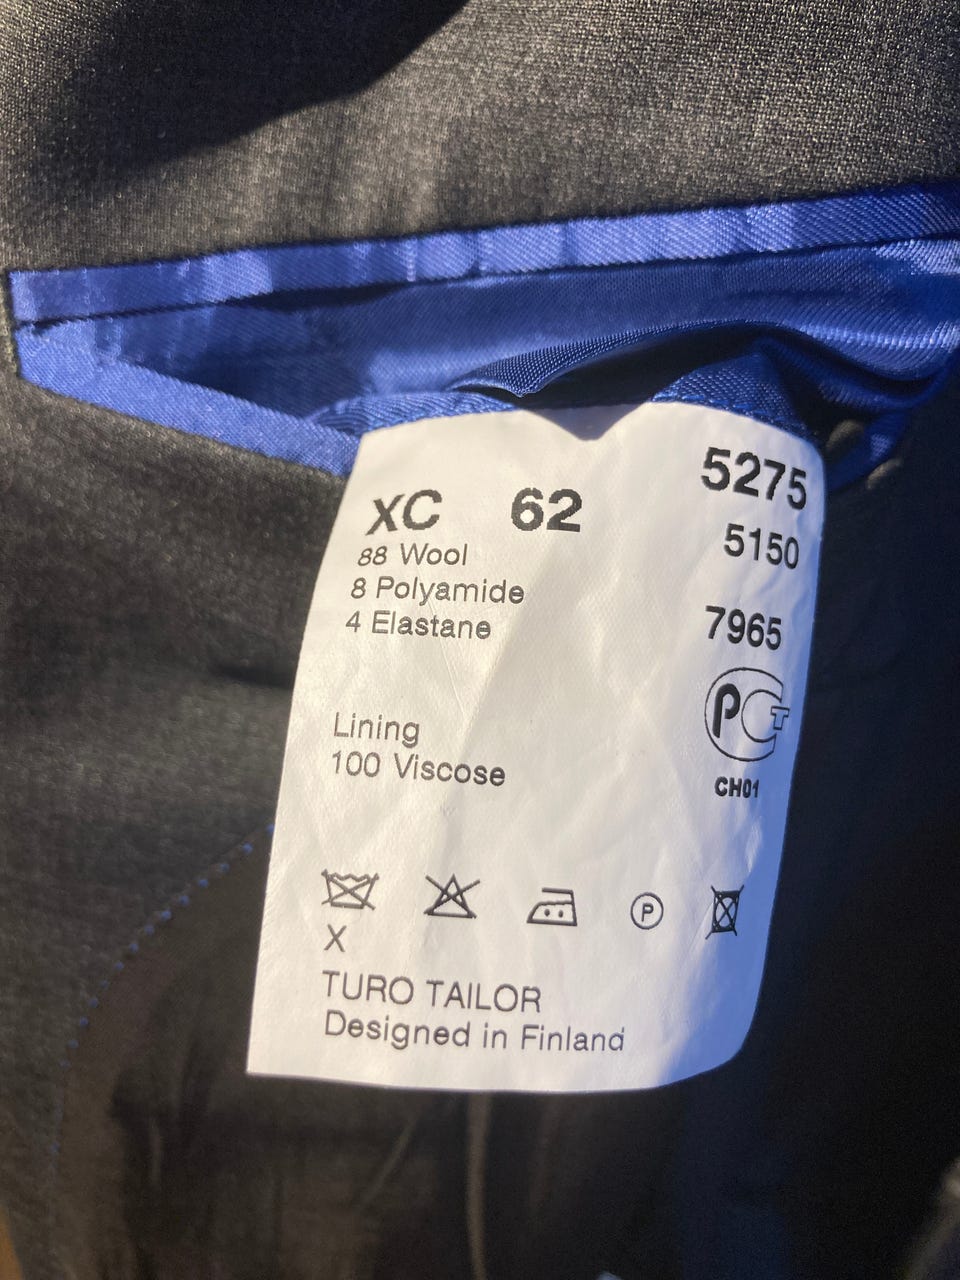 xC 62 5275
88 Wool 5150
8 Polyamide
4 Elastane 7965
PCT
Lining
100 Viscose CH01
P
X
TURO TAILOR
Designed in Finland